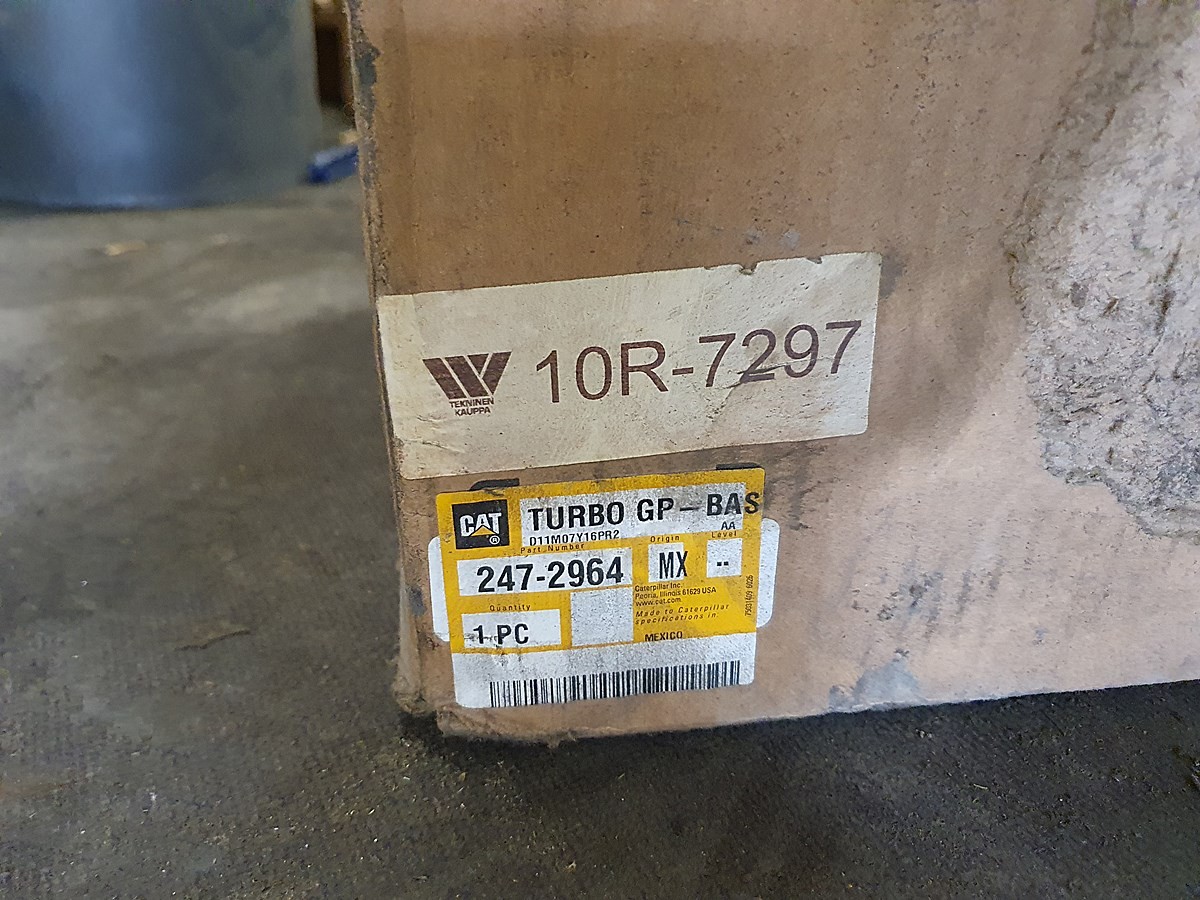 10R-7297
TEKNINEN
KAUPPA
CAT®
TURBO GP-BAS
D11M07Y16PR2
AA
Part Number
Origin
Level
247-2964
MX
--
Caterpillar Inc.
Peoria, Illinois 61629 USA
www.cat.com
Quantity
1 PC
Made to Caterpillar
specifications in.
MEXICO